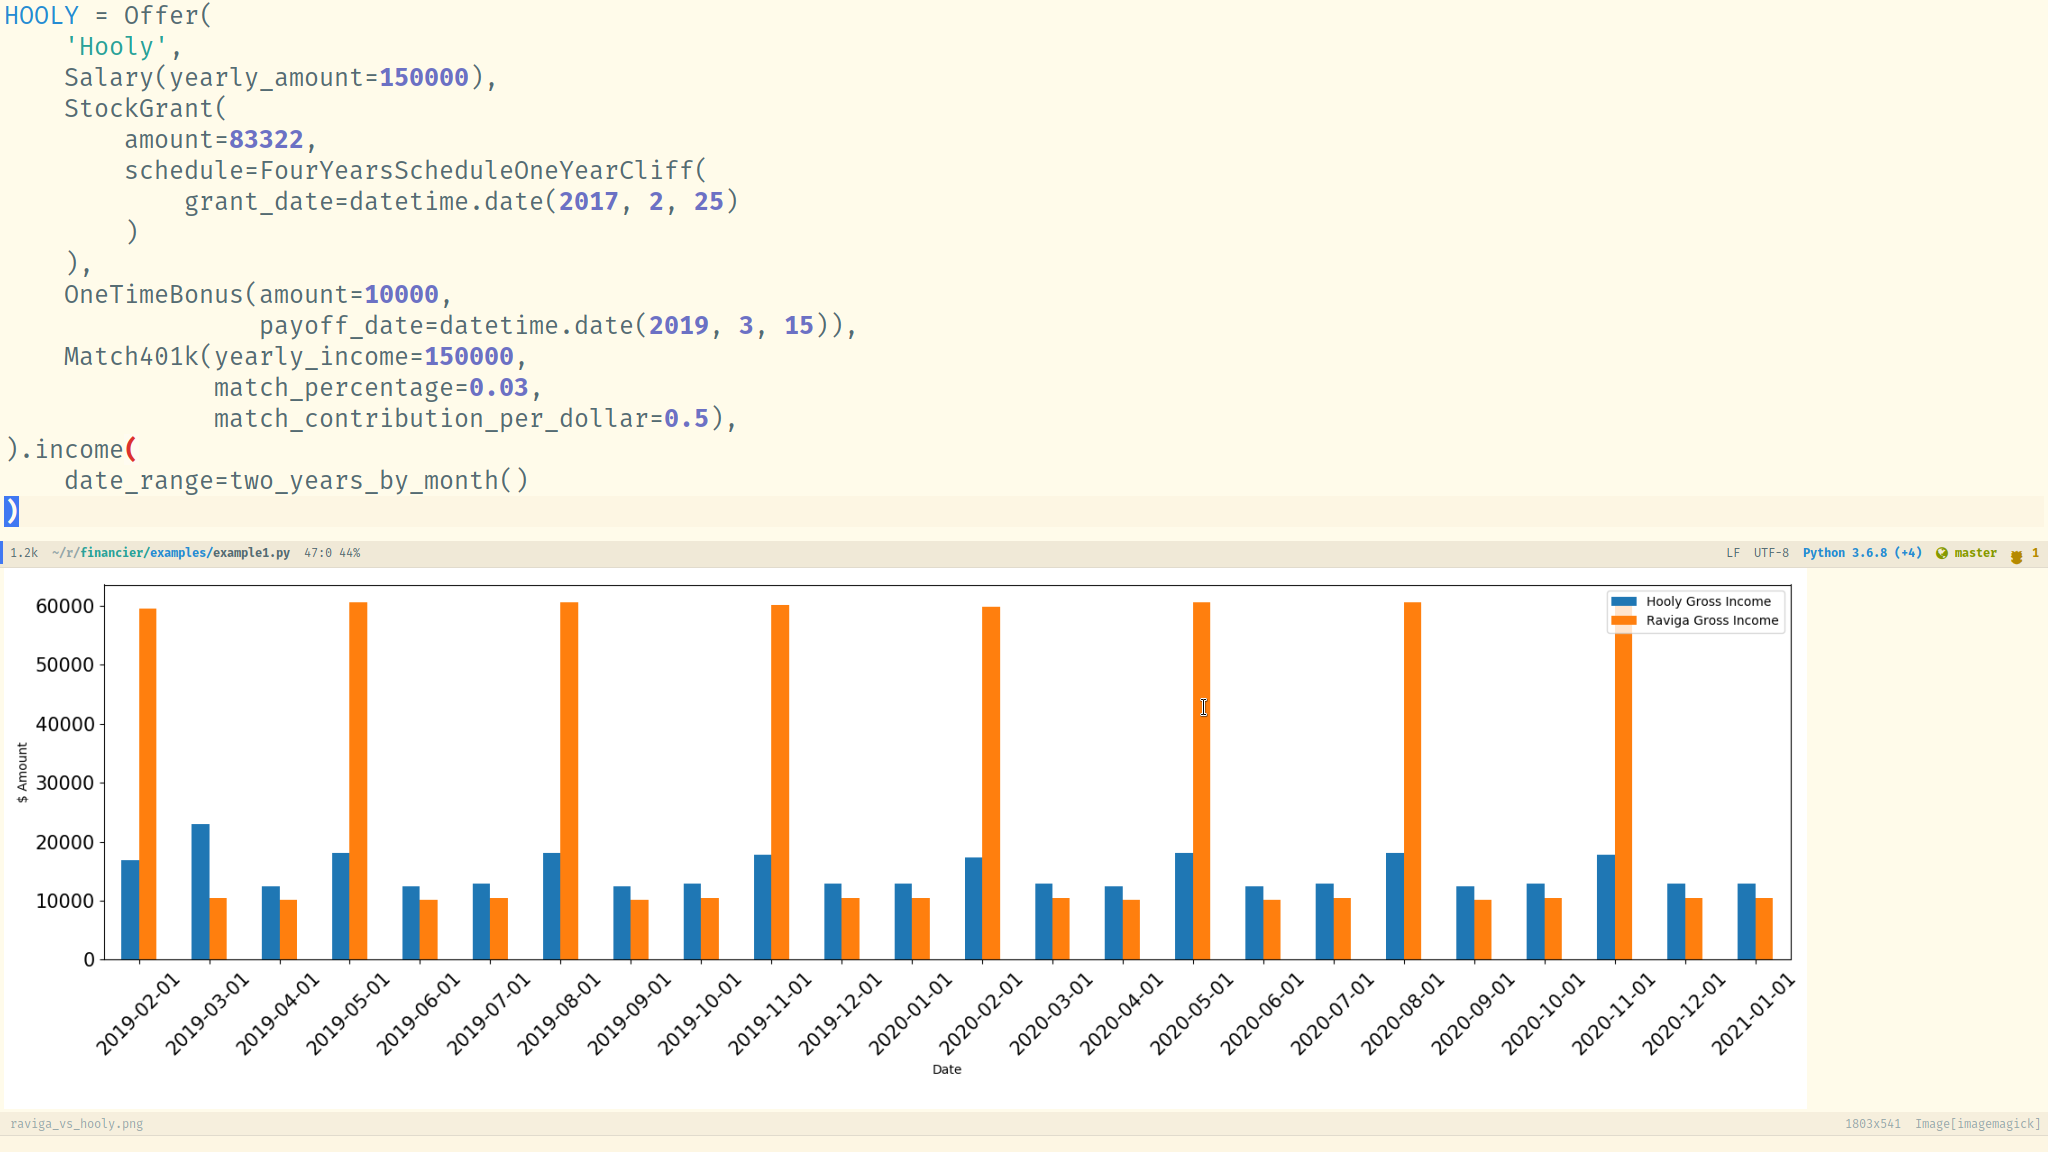 HOOLY = Offer(
    'Hooly',
    Salary(yearly_amount=150000),
    StockGrant(
        amount=83322,
        schedule=FourYearsScheduleOneYearCliff(
            grant_date=datetime.date(2017, 2, 25)
        )
    ),
    OneTimeBonus(amount=10000,
                 payoff_date=datetime.date(2019, 3, 15)),
    Match401k(yearly_income=150000,
              match_percentage=0.03,
              match_contribution_per_dollar=0.5),
).income(
    date_range=two_years_by_month()
)
1.2k ~/r/financier/examples/example1.py 47:0 44% LF UTF-8 Python 3.6.8 (+4) master 1
60000
50000
40000
30000
20000
10000
0
$ Amount
Hooly Gross Income
Raviga Gross Income
2019-02-01
2019-03-01
2019-04-01
2019-05-01
2019-06-01
2019-07-01
2019-08-01
2019-09-01
2019-10-01
2019-11-01
2019-12-01
2020-01-01
2020-02-01
2020-03-01
2020-04-01
2020-05-01
2020-06-01
2020-07-01
2020-08-01
2020-09-01
2020-10-01
2020-11-01
2020-12-01
2021-01-01
Date
raviga_vs_hooly.png 1803x541 Image[imagemagick]